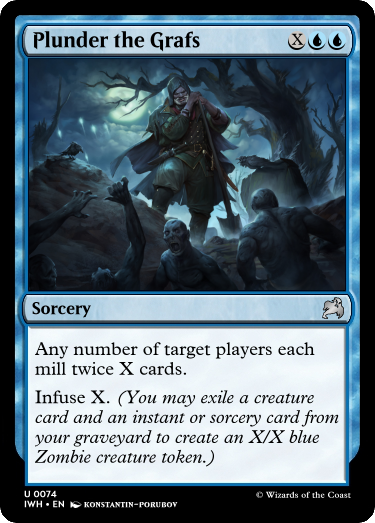 Plunder the Grafs
X
Sorcery
Any number of target players each
mill twice X cards.
Infuse X. (You may exile a creature
card and an instant or sorcery card from
your graveyard to create an X/X blue
Zombie creature token.)
U 0074
IWH • EN KONSTANTIN-PORUBOV
© Wizards of the Coast